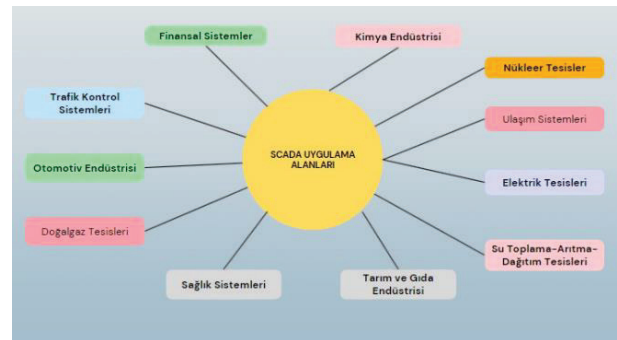 Finansal Sistemler
Kimya Endüstrisi
Nükleer Tesisler
Trafik Kontrol
Sistemleri
Ulaşım Sistemleri
SCADA UYGULAMA
ALANLARI
Otomotiv Endüstrisi
Elektrik Tesisleri
Doğalgaz Tesisleri
Su Toplama-Arıtma-
Dağıtım Tesisleri
Sağlık Sistemleri
Tarım ve Gıda
Endüstrisi